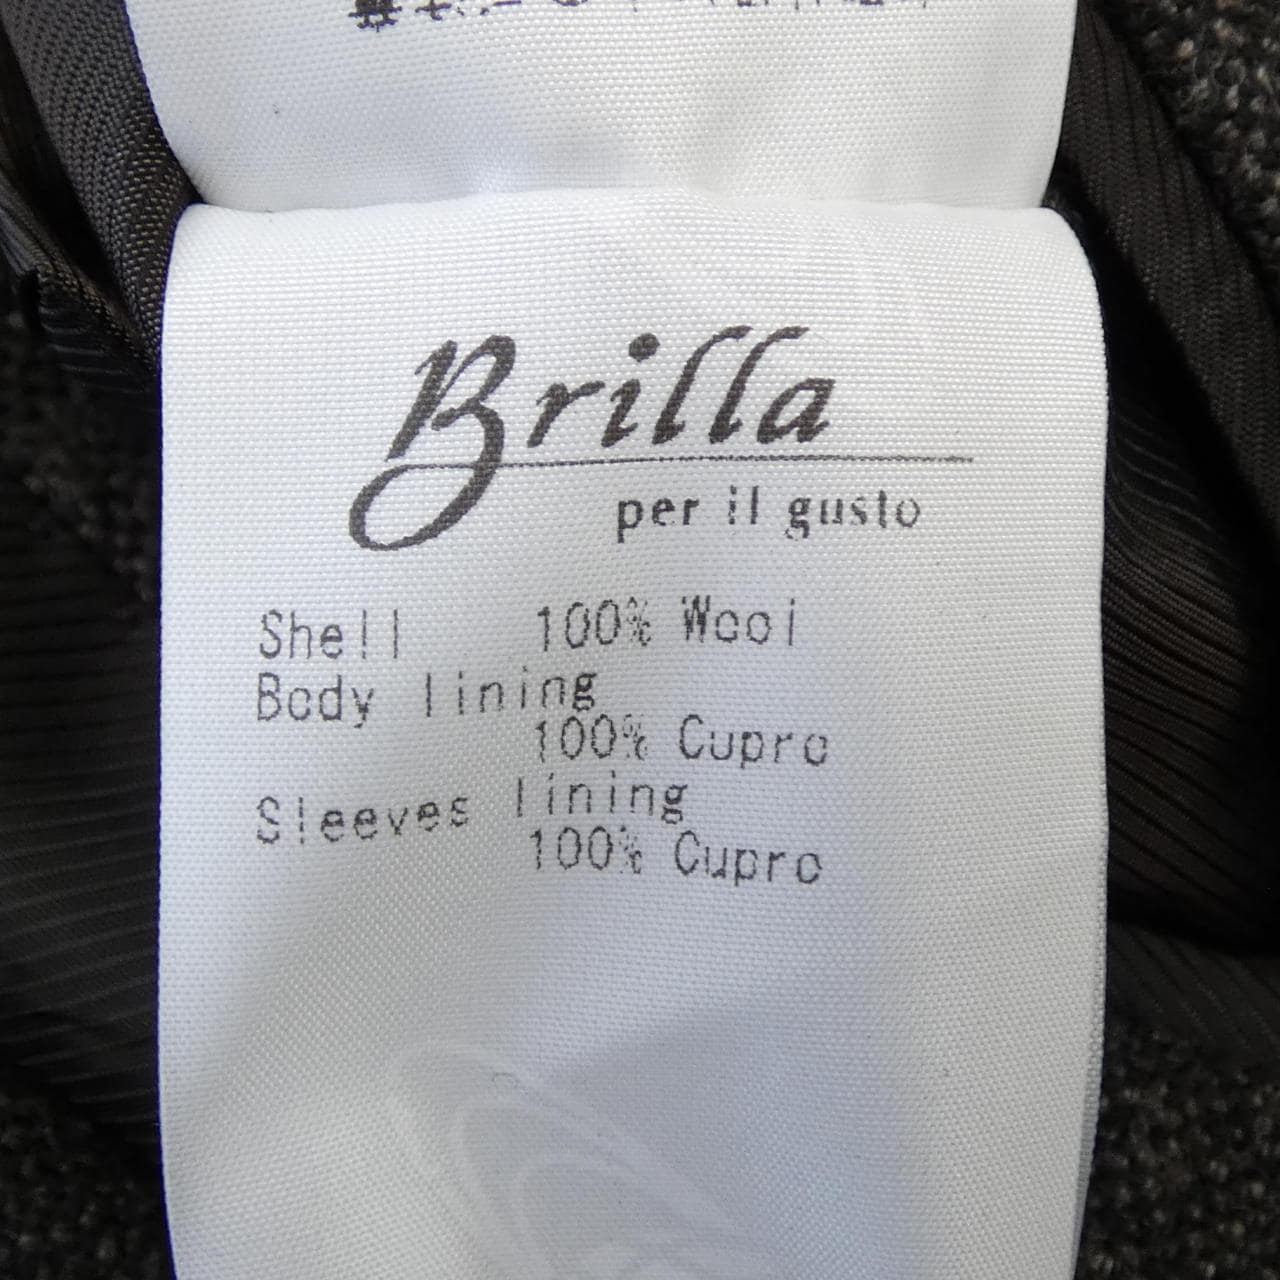 Brilla
per il gusto
Shell 100% Wool
Body lining
100% Cupro
Sleeves lining
100% Cupro